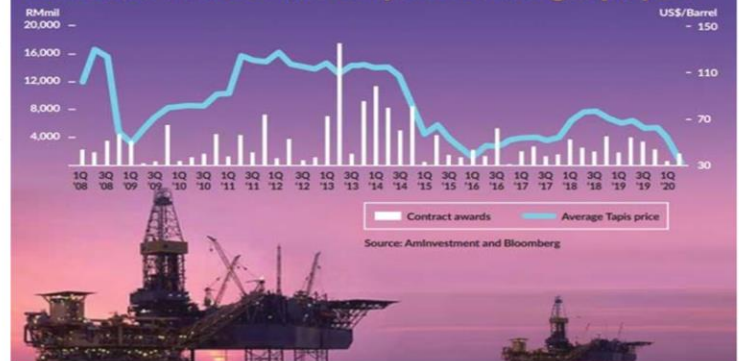 RMmil
US$/Barrel
20,000
16,000
12,000
8,000
4,000
150
110
70
30
1Q '08
3Q '08
1Q '09
3Q '09
1Q '10
3Q '10
1Q '11
3Q '11
1Q '12
3Q '12
1Q '13
3Q '13
1Q '14
3Q '14
1Q '15
3Q '15
1Q '16
3Q '16
1Q '17
3Q '17
1Q '18
3Q '18
1Q '19
3Q '19
1Q '20
Contract awards
Average Tapis price
Source: AmInvestment and Bloomberg